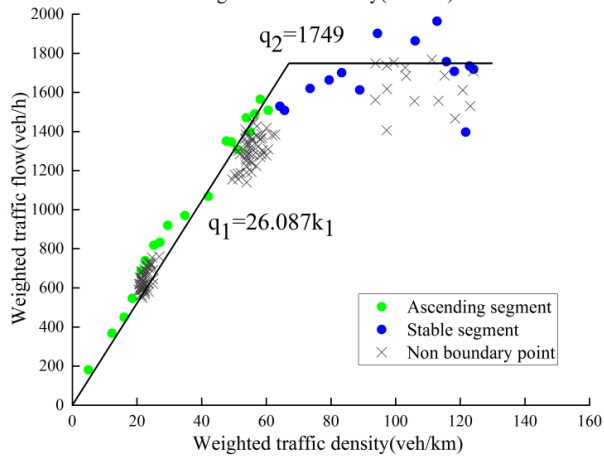 q2=1749
2000
1800
1600
1400
1200
1000
800
600
400
200
0
Weighted traffic flow(veh/h)
q1=26.087k1
Ascending segment
Stable segment
Non boundary point
0 20 40 60 80 100 120 140 160
Weighted traffic density(veh/km)